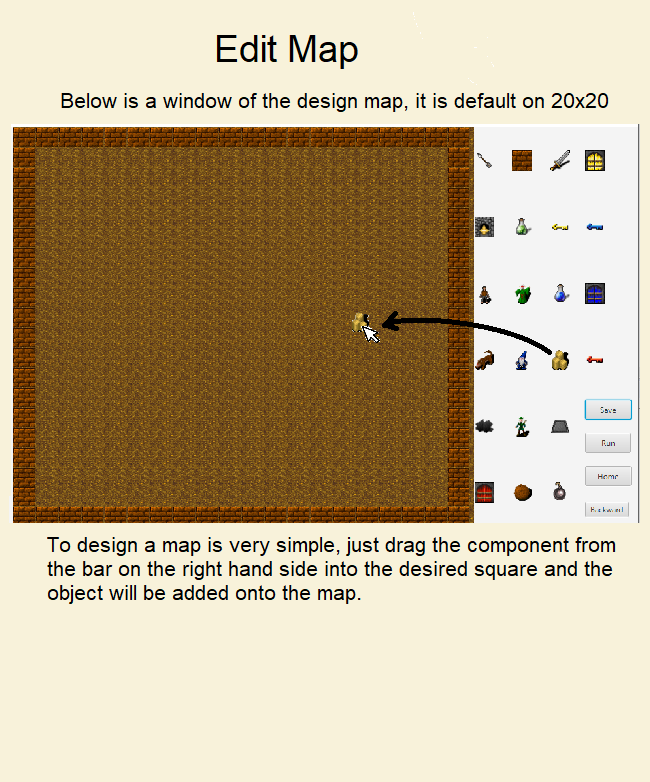 Edit Map
Below is a window of the design map, it is default on 20x20
Save
Run
Home
Backward
To design a map is very simple, just drag the component from
the bar on the right hand side into the desired square and the
object will be added onto the map.